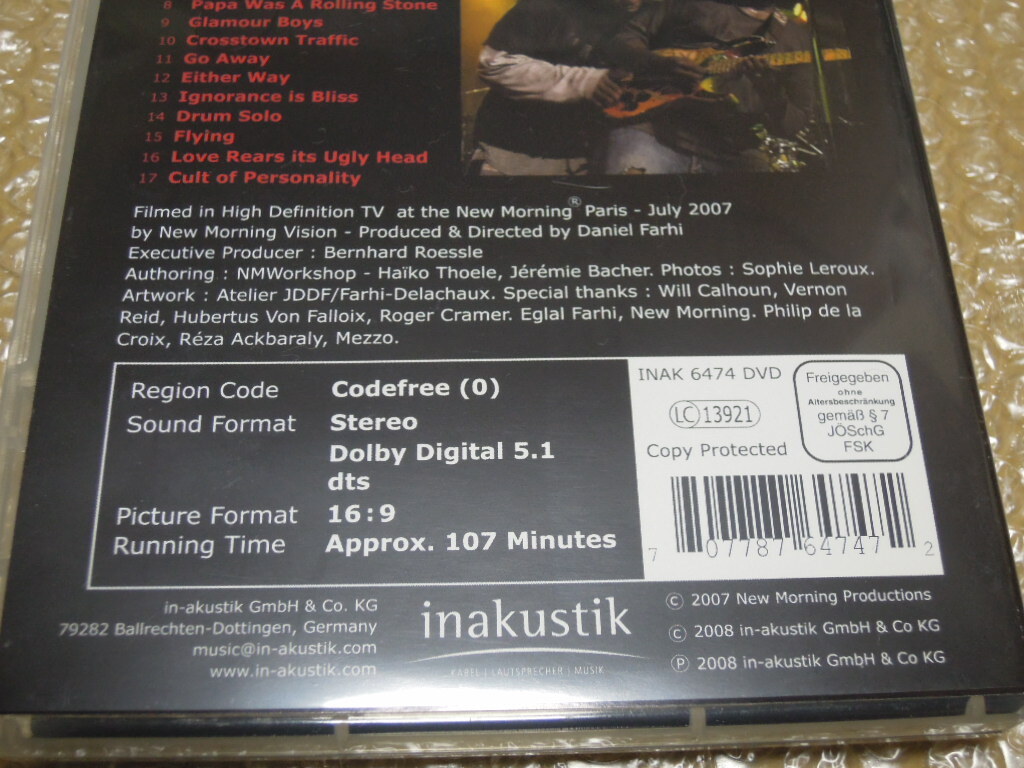 8 Papa Was A Rolling Stone
9 Glamour Boys
10 Crosstown Traffic
11 Go Away
12 Either Way
13 Ignorance is Bliss
14 Drum Solo
15 Flying
16 Love Rears its Ugly Head
17 Cult of Personality
Filmed in High Definition TV at the New Morning® Paris - July 2007
by New Morning Vision - Produced & Directed by Daniel Farhi
Executive Producer : Bernhard Roessle
Authoring : NMWorkshop - Haïko Thoele, Jérémie Bacher. Photos : Sophie Leroux.
Artwork : Atelier JDDF/Farhi-Delachaux. Special thanks : Will Calhoun, Vernon
Reid, Hubertus Von Falloix, Roger Cramer. Eglal Farhi, New Morning. Philip de la
Croix, Réza Ackbaraly, Mezzo.
Region Code Codefree (0)
Sound Format Stereo
Dolby Digital 5.1
dts
Picture Format 16:9
Running Time Approx. 107 Minutes
INAK 6474 DVD
LC 13921
Copy Protected
Freigegeben
ohne
Altersbeschränkung
gemäß § 7
JÖSchG
FSK
7 07787 64747 2
in-akustik GmbH & Co. KG
79282 Ballrechten-Dottingen, Germany
music@in-akustik.com
www.in-akustik.com
inakustik
KABEL | LAUTSPRECHER | MUSIK
© 2007 New Morning Productions
© 2008 in-akustik GmbH & Co KG
℗ 2008 in-akustik GmbH & Co KG